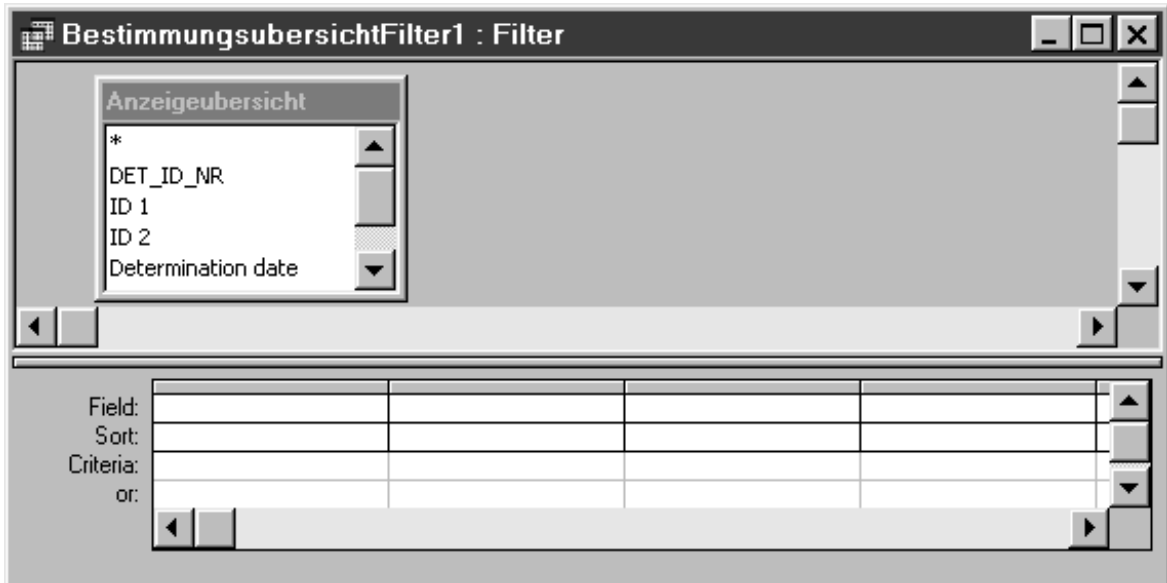 BestimmungsubersichtFilter1 : Filter
Anzeigeubersicht
*
DET_ID_NR
ID 1
ID 2
Determination date
Field:
Sort:
Criteria:
or: